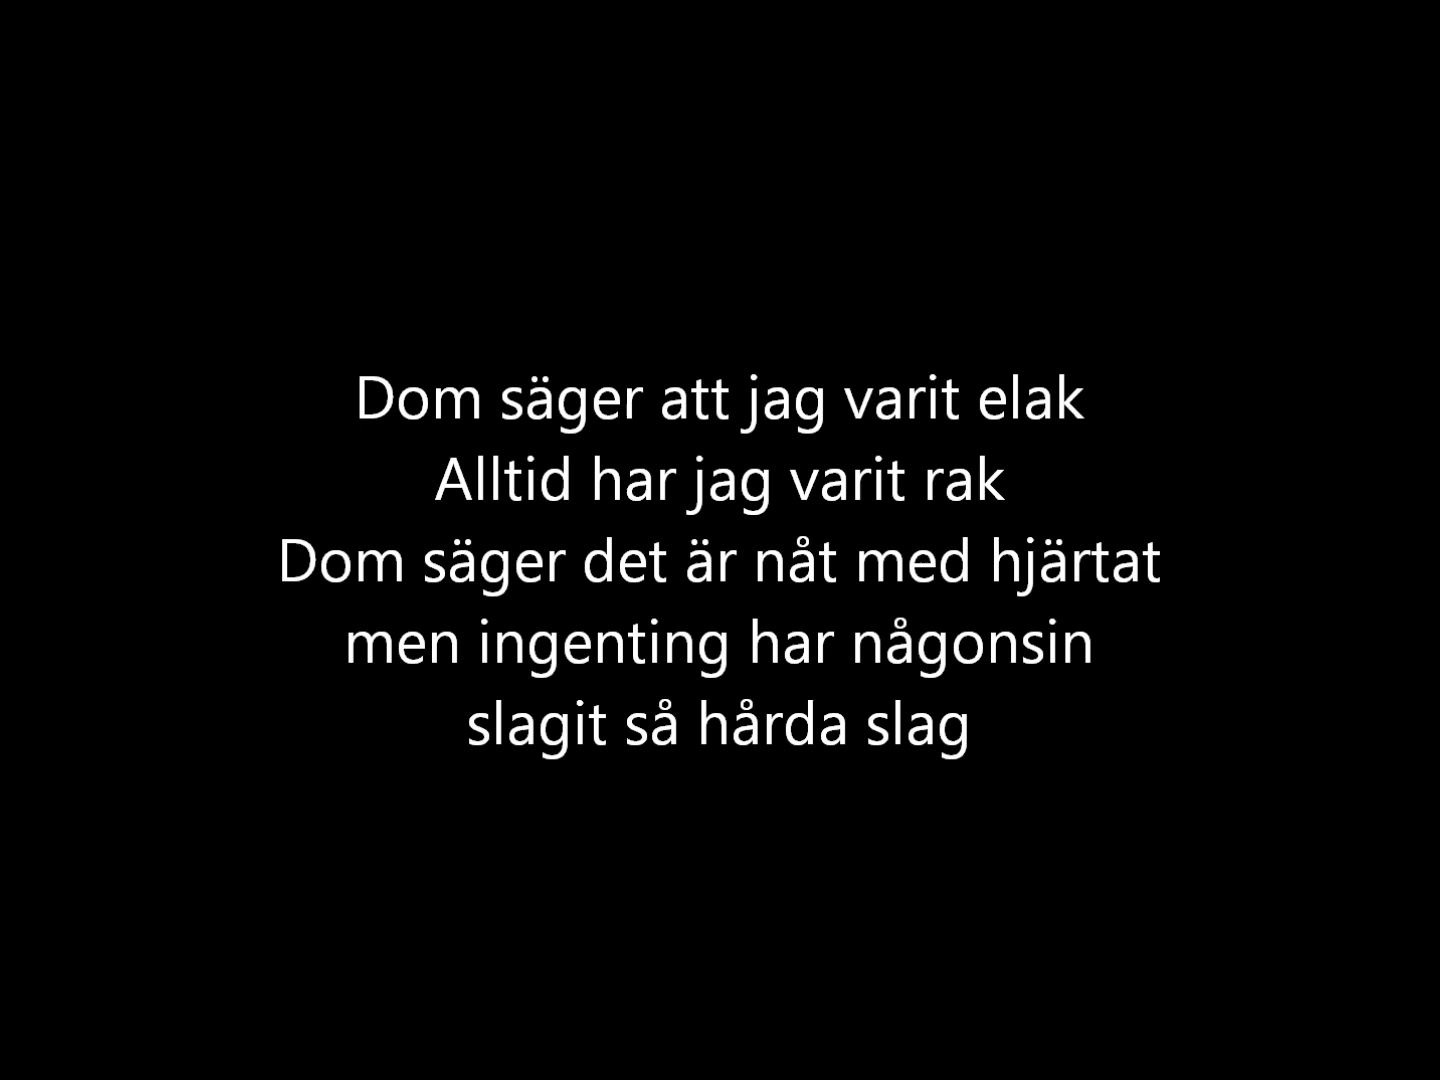 Dom säger att jag varit elak
Alltid har jag varit rak
Dom säger det är nåt med hjärtat
men ingenting har någonsin
slagit så hårda slag